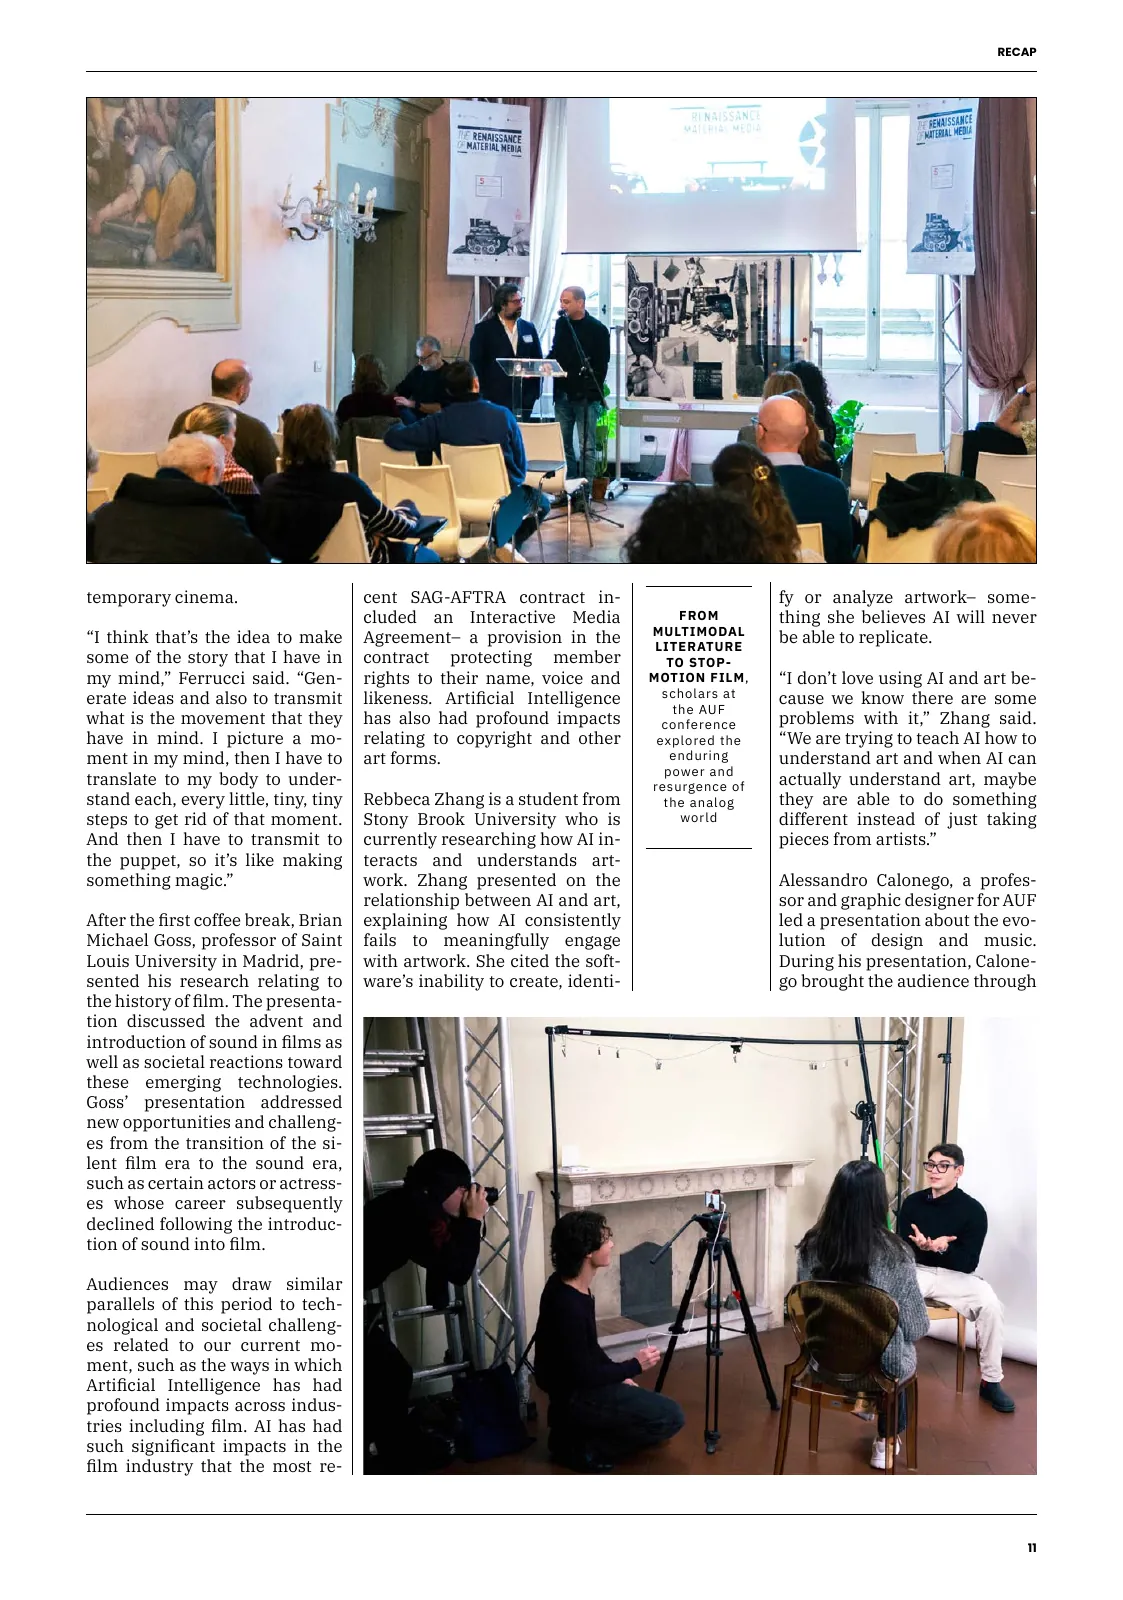 RECAP
THE RENAISSANCE
OF MATERIAL MEDIA
5
RENAISSANCE
MATERIAL MEDIA
THE RENAISSANCE
OF MATERIAL MEDIA
5
temporary cinema.
“I think that’s the idea to make
some of the story that I have in
my mind,” Ferrucci said. “Gen-
erate ideas and also to transmit
what is the movement that they
have in mind. I picture a mo-
ment in my mind, then I have to
translate to my body to under-
stand each, every little, tiny, tiny
steps to get rid of that moment.
And then I have to transmit to
the puppet, so it’s like making
something magic.”
After the first coffee break, Brian
Michael Goss, professor of Saint
Louis University in Madrid, pre-
sented his research relating to
the history of film. The presenta-
tion discussed the advent and
introduction of sound in films as
well as societal reactions toward
these emerging technologies.
Goss’ presentation addressed
new opportunities and challeng-
es from the transition of the si-
lent film era to the sound era,
such as certain actors or actress-
es whose career subsequently
declined following the introduc-
tion of sound into film.
Audiences may draw similar
parallels of this period to tech-
nological and societal challeng-
es related to our current mo-
ment, such as the ways in which
Artificial Intelligence has had
profound impacts across indus-
tries including film. AI has had
such significant impacts in the
film industry that the most re-
cent SAG-AFTRA contract in-
cluded an Interactive Media
Agreement– a provision in the
contract protecting member
rights to their name, voice and
likeness. Artificial Intelligence
has also had profound impacts
relating to copyright and other
art forms.
Rebbeca Zhang is a student from
Stony Brook University who is
currently researching how AI in-
teracts and understands art-
work. Zhang presented on the
relationship between AI and art,
explaining how AI consistently
fails to meaningfully engage
with artwork. She cited the soft-
ware’s inability to create, identi-
FROM
MULTIMODAL
LITERATURE
TO STOP-
MOTION FILM,
scholars at
the AUF
conference
explored the
enduring
power and
resurgence of
the analog
world
fy or analyze artwork– some-
thing she believes AI will never
be able to replicate.
“I don’t love using AI and art be-
cause we know there are some
problems with it,” Zhang said.
“We are trying to teach AI how to
understand art and when AI can
actually understand art, maybe
they are able to do something
different instead of just taking
pieces from artists.”
Alessandro Calonego, a profes-
sor and graphic designer for AUF
led a presentation about the evo-
lution of design and music.
During his presentation, Calone-
go brought the audience through
11